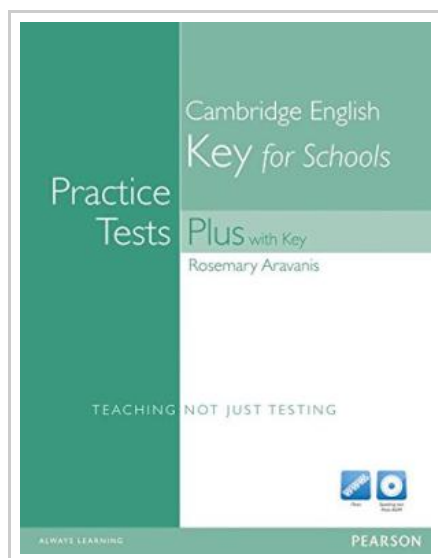 Cambridge English
Key for Schools
Practice
Tests Plus with Key
Rosemary Aravanis
TEACHING NOT JUST TESTING
www.
ALWAYS LEARNING PEARSON